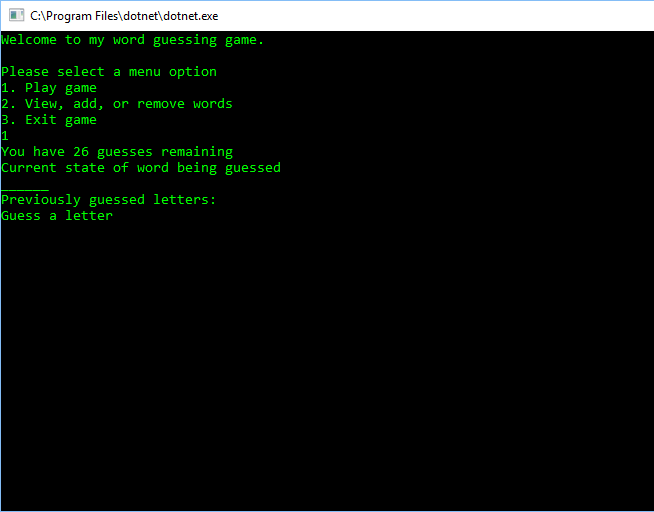 C:\Program Files\dotnet\dotnet.exe
Welcome to my word guessing game.
Please select a menu option
1. Play game
2. View, add, or remove words
3. Exit game
1
You have 26 guesses remaining
Current state of word being guessed
______
Previously guessed letters:
Guess a letter